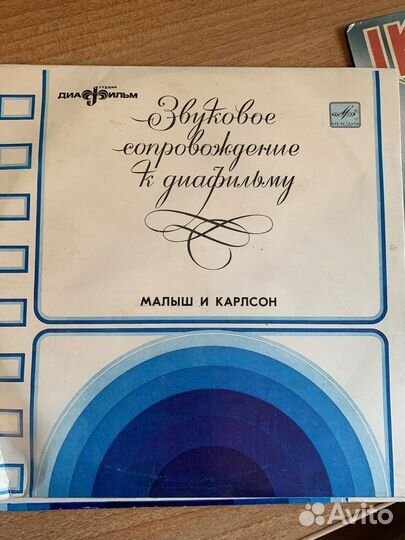 студия
ДИАФИЛЬМ
Звуковое
сопровождение
к диафильму
МЕЛОДИЯ
МАЛЫШ И КАРЛСОН
Avito